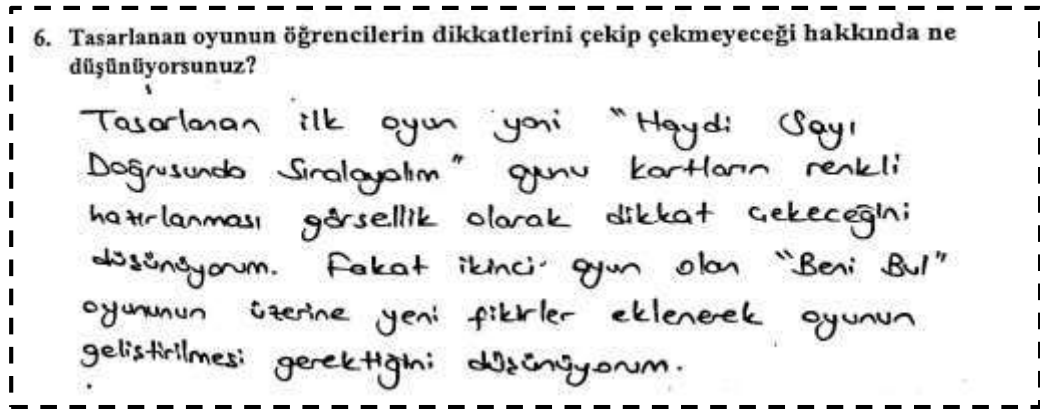 6. Tasarlanan oyunun öğrencilerin dikkatlerini çekip çekmeyeceği hakkında ne
düşünüyorsunuz?
Tasarlanan ilk oyun yani "Haydi Sayı
Doğrusunda Sıralayalım" oyunu kartların renkli
hazırlanması görsellik olarak dikkat çekeceğini
düşünüyorum. Fakat ikinci oyun olan "Beni Bul"
oyununun üzerine yeni fikirler eklenerek oyunun
geliştirilmesi gerektiğini düşünüyorum.